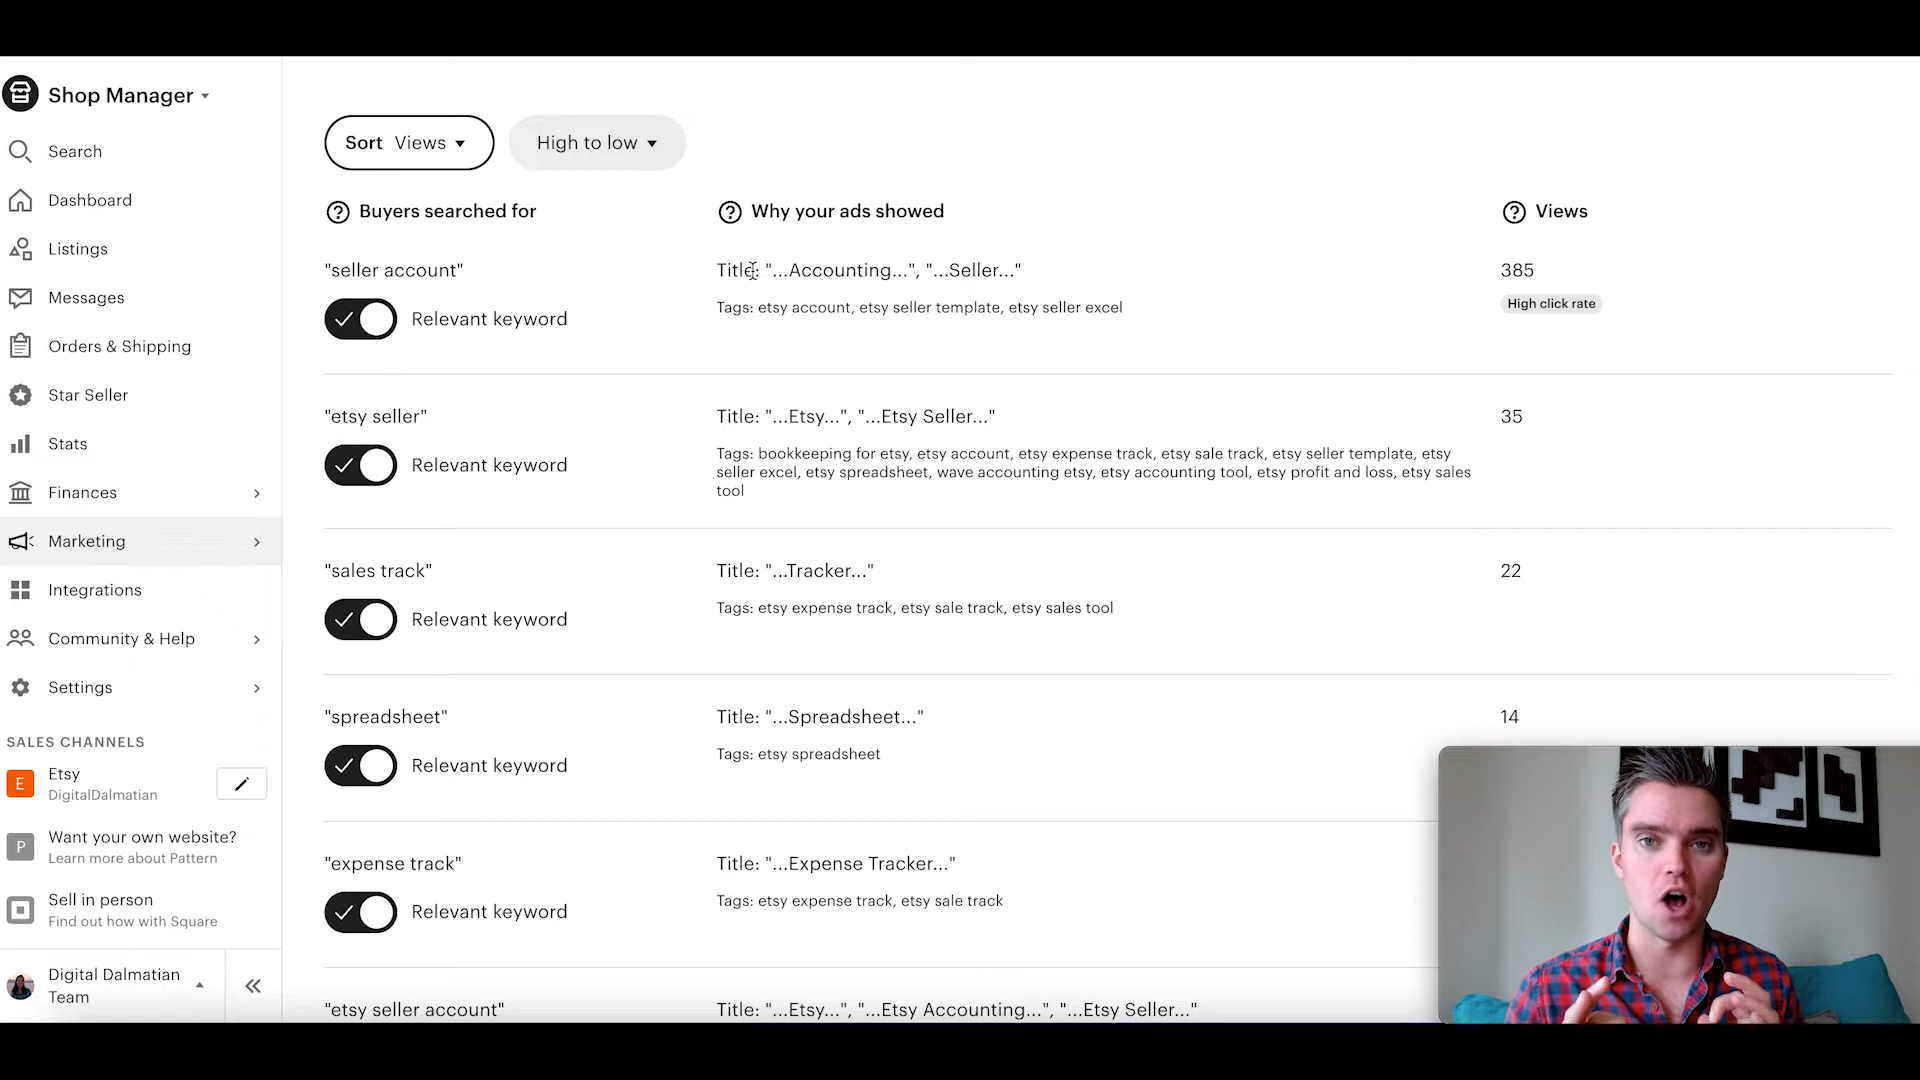 Shop Manager
Search
Dashboard
Listings
Messages
Orders & Shipping
Star Seller
Stats
Finances
Marketing
Integrations
Community & Help
Settings
SALES CHANNELS
E
Etsy
DigitalDalmatian
P
Want your own website?
Learn more about Pattern
Sell in person
Find out how with Square
Digital Dalmatian
Team
Sort Views
High to low
Buyers searched for
Why your ads showed
Views
"seller account"
Relevant keyword
Title: "...Accounting...", "...Seller..."
Tags: etsy account, etsy seller template, etsy seller excel
385
High click rate
"etsy seller"
Relevant keyword
Title: "...Etsy...", "...Etsy Seller..."
Tags: bookkeeping for etsy, etsy account, etsy expense track, etsy sale track, etsy seller template, etsy
seller excel, etsy spreadsheet, wave accounting etsy, etsy accounting tool, etsy profit and loss, etsy sales
tool
35
"sales track"
Relevant keyword
Title: "...Tracker..."
Tags: etsy expense track, etsy sale track, etsy sales tool
22
"spreadsheet"
Relevant keyword
Title: "...Spreadsheet..."
Tags: etsy spreadsheet
14
"expense track"
Relevant keyword
Title: "...Expense Tracker..."
Tags: etsy expense track, etsy sale track
"etsy seller account"
Title: "...Etsy...", "...Etsy Accounting...", "...Etsy Seller..."